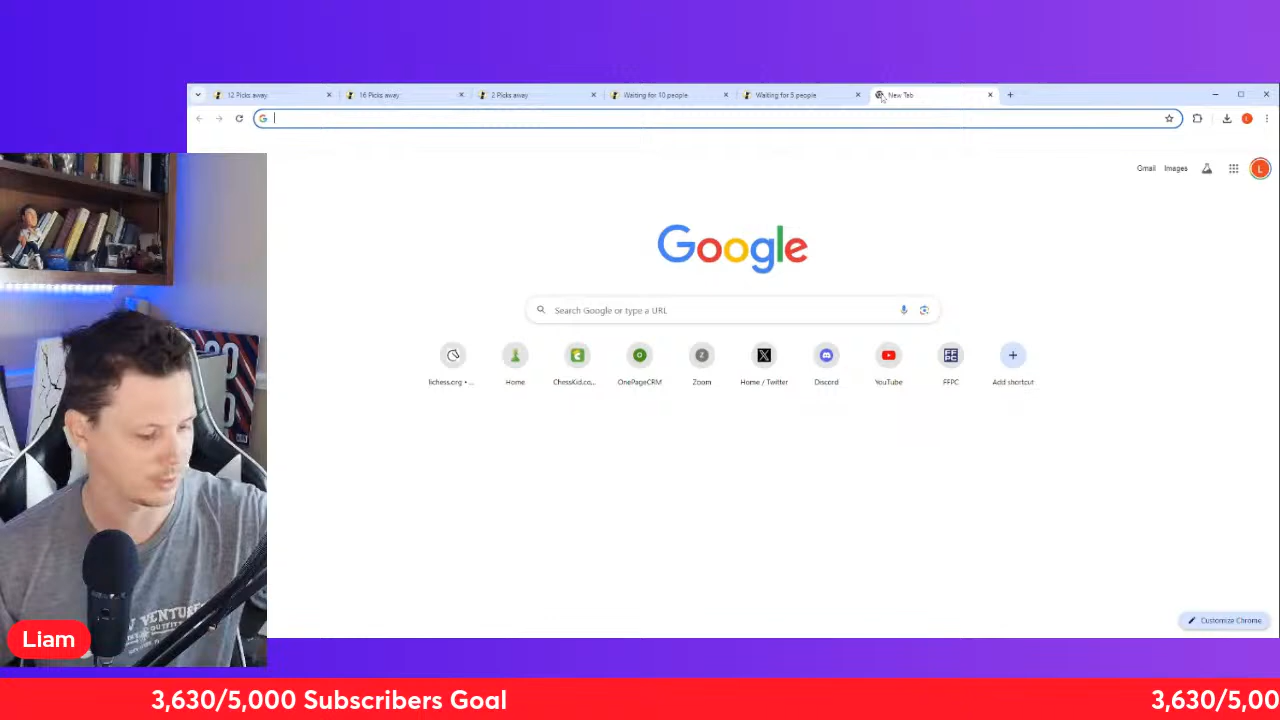 12 Picks away
16 Picks away
2 Picks away
Waiting for 10 people
Waiting for 5 people
New Tab
Gmail
Images
L
Google
Search Google or type a URL
lichess.org • ...
Home
ChessKid.co...
OnePageCRM
Zoom
Home / Twitter
Discord
YouTube
FFPC
Add shortcut
Customize Chrome
VENTURE
OUTFIT
Liam
3,630/5,000 Subscribers Goal
3,630/5,00